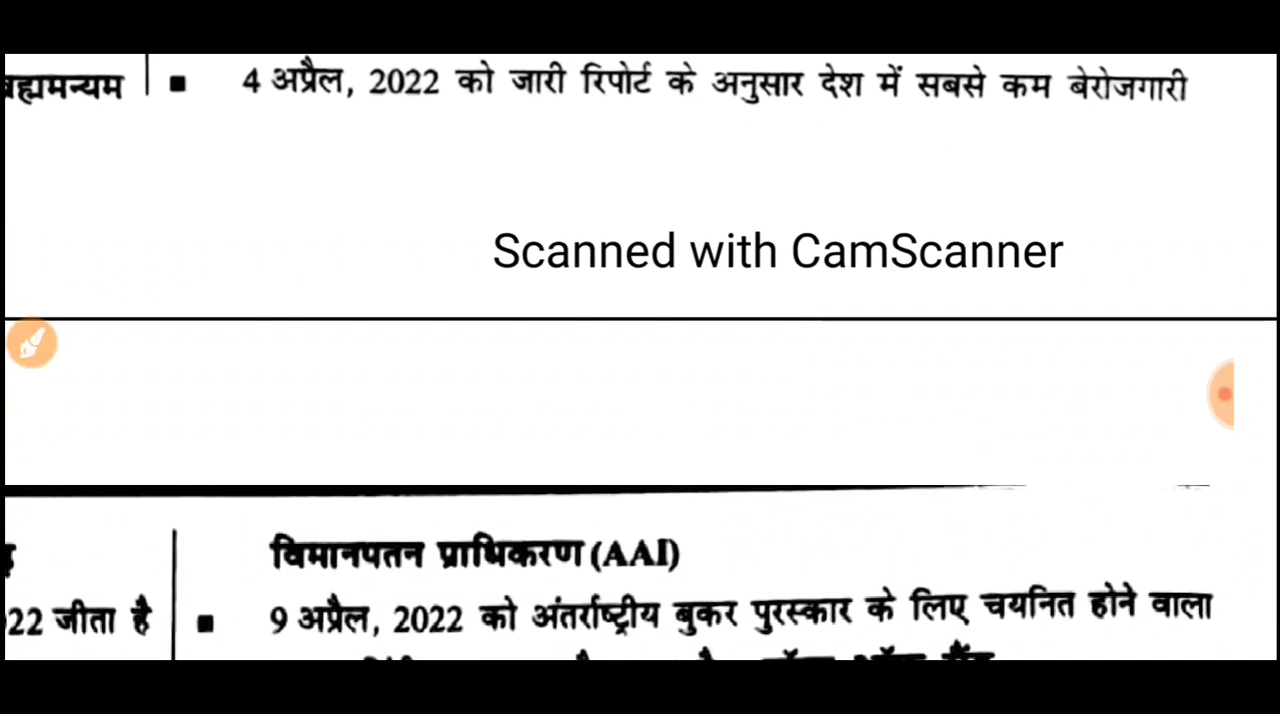 ब्रह्मन्यम
■ 4 अप्रैल, 2022 को जारी रिपोर्ट के अनुसार देश में सबसे कम बेरोजगारी
Scanned with CamScanner
विमानपतन प्राधिकरण (AAI)
22 जीता है
■ 9 अप्रैल, 2022 को अंतर्राष्ट्रीय बुकर पुरस्कार के लिए चयनित होने वाला